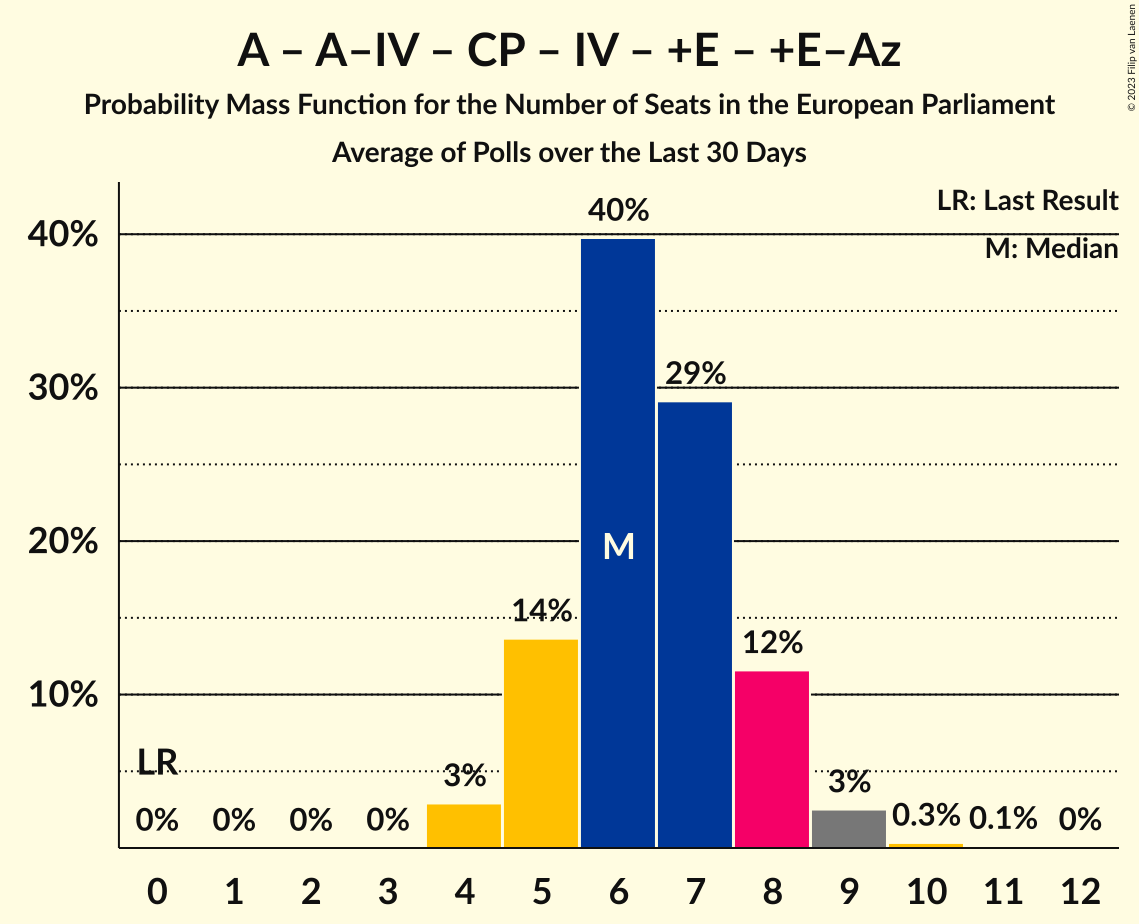 A – A–IV – CP – IV – +E – +E–Az
Probability Mass Function for the Number of Seats in the European Parliament
Average of Polls over the Last 30 Days
© 2023 Filip van Laenen
LR: Last Result
M: Median
40%
30%
20%
10%
LR
0%
0%
0%
0%
3%
14%
40%
M
29%
12%
3%
0.3%
0.1%
0%
0 1 2 3 4 5 6 7 8 9 10 11 12